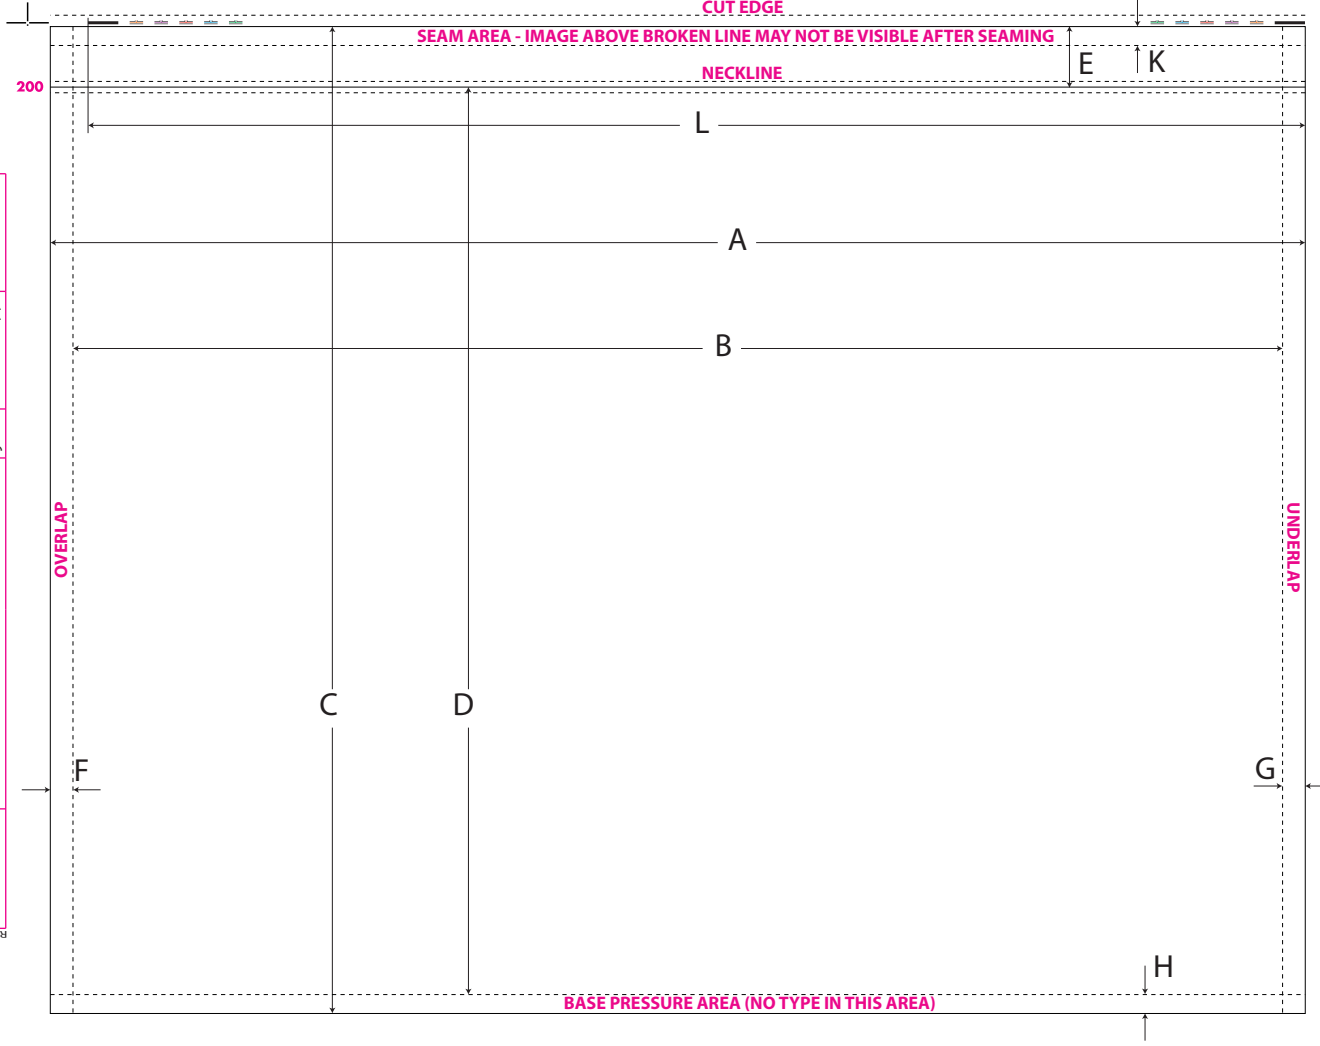 CUT EDGE
SEAM AREA - IMAGE ABOVE BROKEN LINE MAY NOT BE VISIBLE AFTER SEAMING
E
K
NECKLINE
200
L
A
B
OVERLAP
UNDERLAP
C
D
F
G
H
BASE PRESSURE AREA (NO TYPE IN THIS AREA)